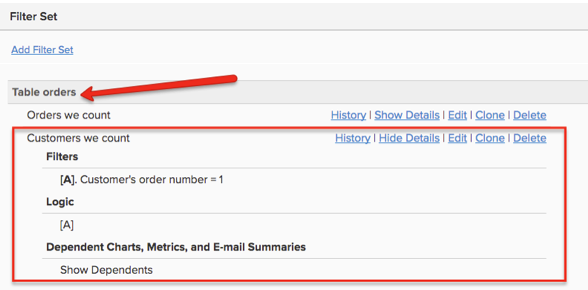 Filter Set
Add Filter Set
Table orders
Orders we count History | Show Details | Edit | Clone | Delete
Customers we count History | Hide Details | Edit | Clone | Delete
Filters
[A]. Customer's order number = 1
Logic
[A]
Dependent Charts, Metrics, and E-mail Summaries
Show Dependents